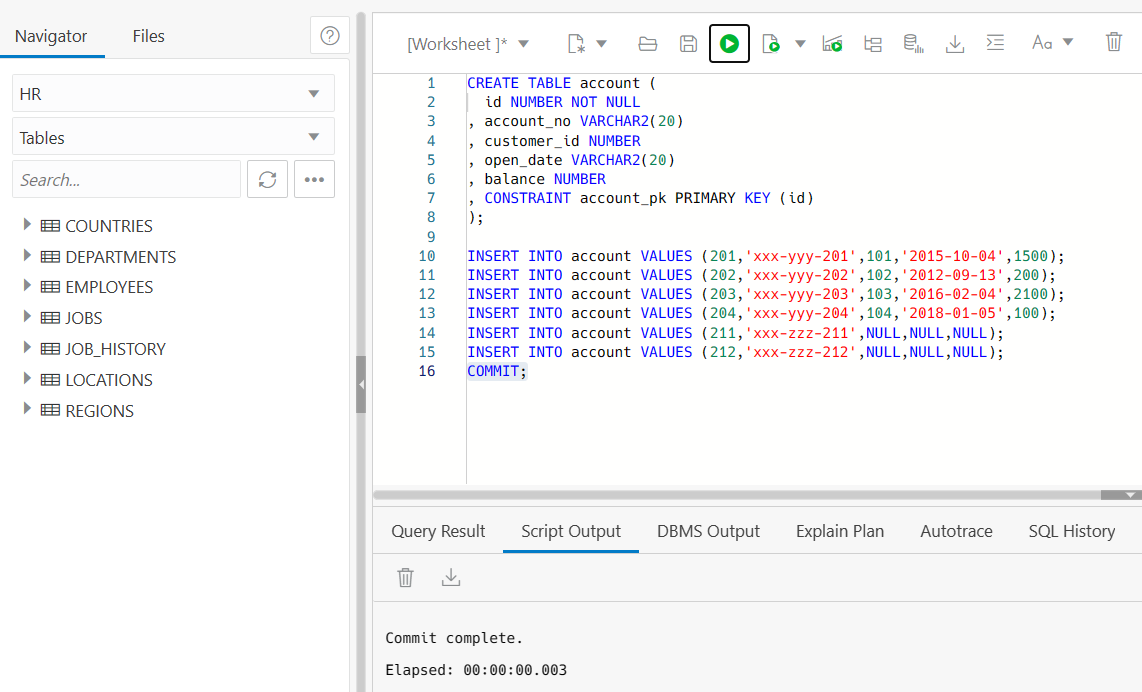 Navigator
Files
HR
Tables
Search...
COUNTRIES
DEPARTMENTS
EMPLOYEES
JOBS
JOB_HISTORY
LOCATIONS
REGIONS
[Worksheet ]*
Aa
1 CREATE TABLE account (
2   id NUMBER NOT NULL
3 , account_no VARCHAR2(20)
4 , customer_id NUMBER
5 , open_date VARCHAR2(20)
6 , balance NUMBER
7 , CONSTRAINT account_pk PRIMARY KEY (id)
8 );
9
10 INSERT INTO account VALUES (201,'xxx-yyy-201',101,'2015-10-04',1500);
11 INSERT INTO account VALUES (202,'xxx-yyy-202',102,'2012-09-13',200);
12 INSERT INTO account VALUES (203,'xxx-yyy-203',103,'2016-02-04',2100);
13 INSERT INTO account VALUES (204,'xxx-yyy-204',104,'2018-01-05',100);
14 INSERT INTO account VALUES (211,'xxx-zzz-211',NULL,NULL,NULL);
15 INSERT INTO account VALUES (212,'xxx-zzz-212',NULL,NULL,NULL);
16 COMMIT;
Query Result
Script Output
DBMS Output
Explain Plan
Autotrace
SQL History
Commit complete.
Elapsed: 00:00:00.003